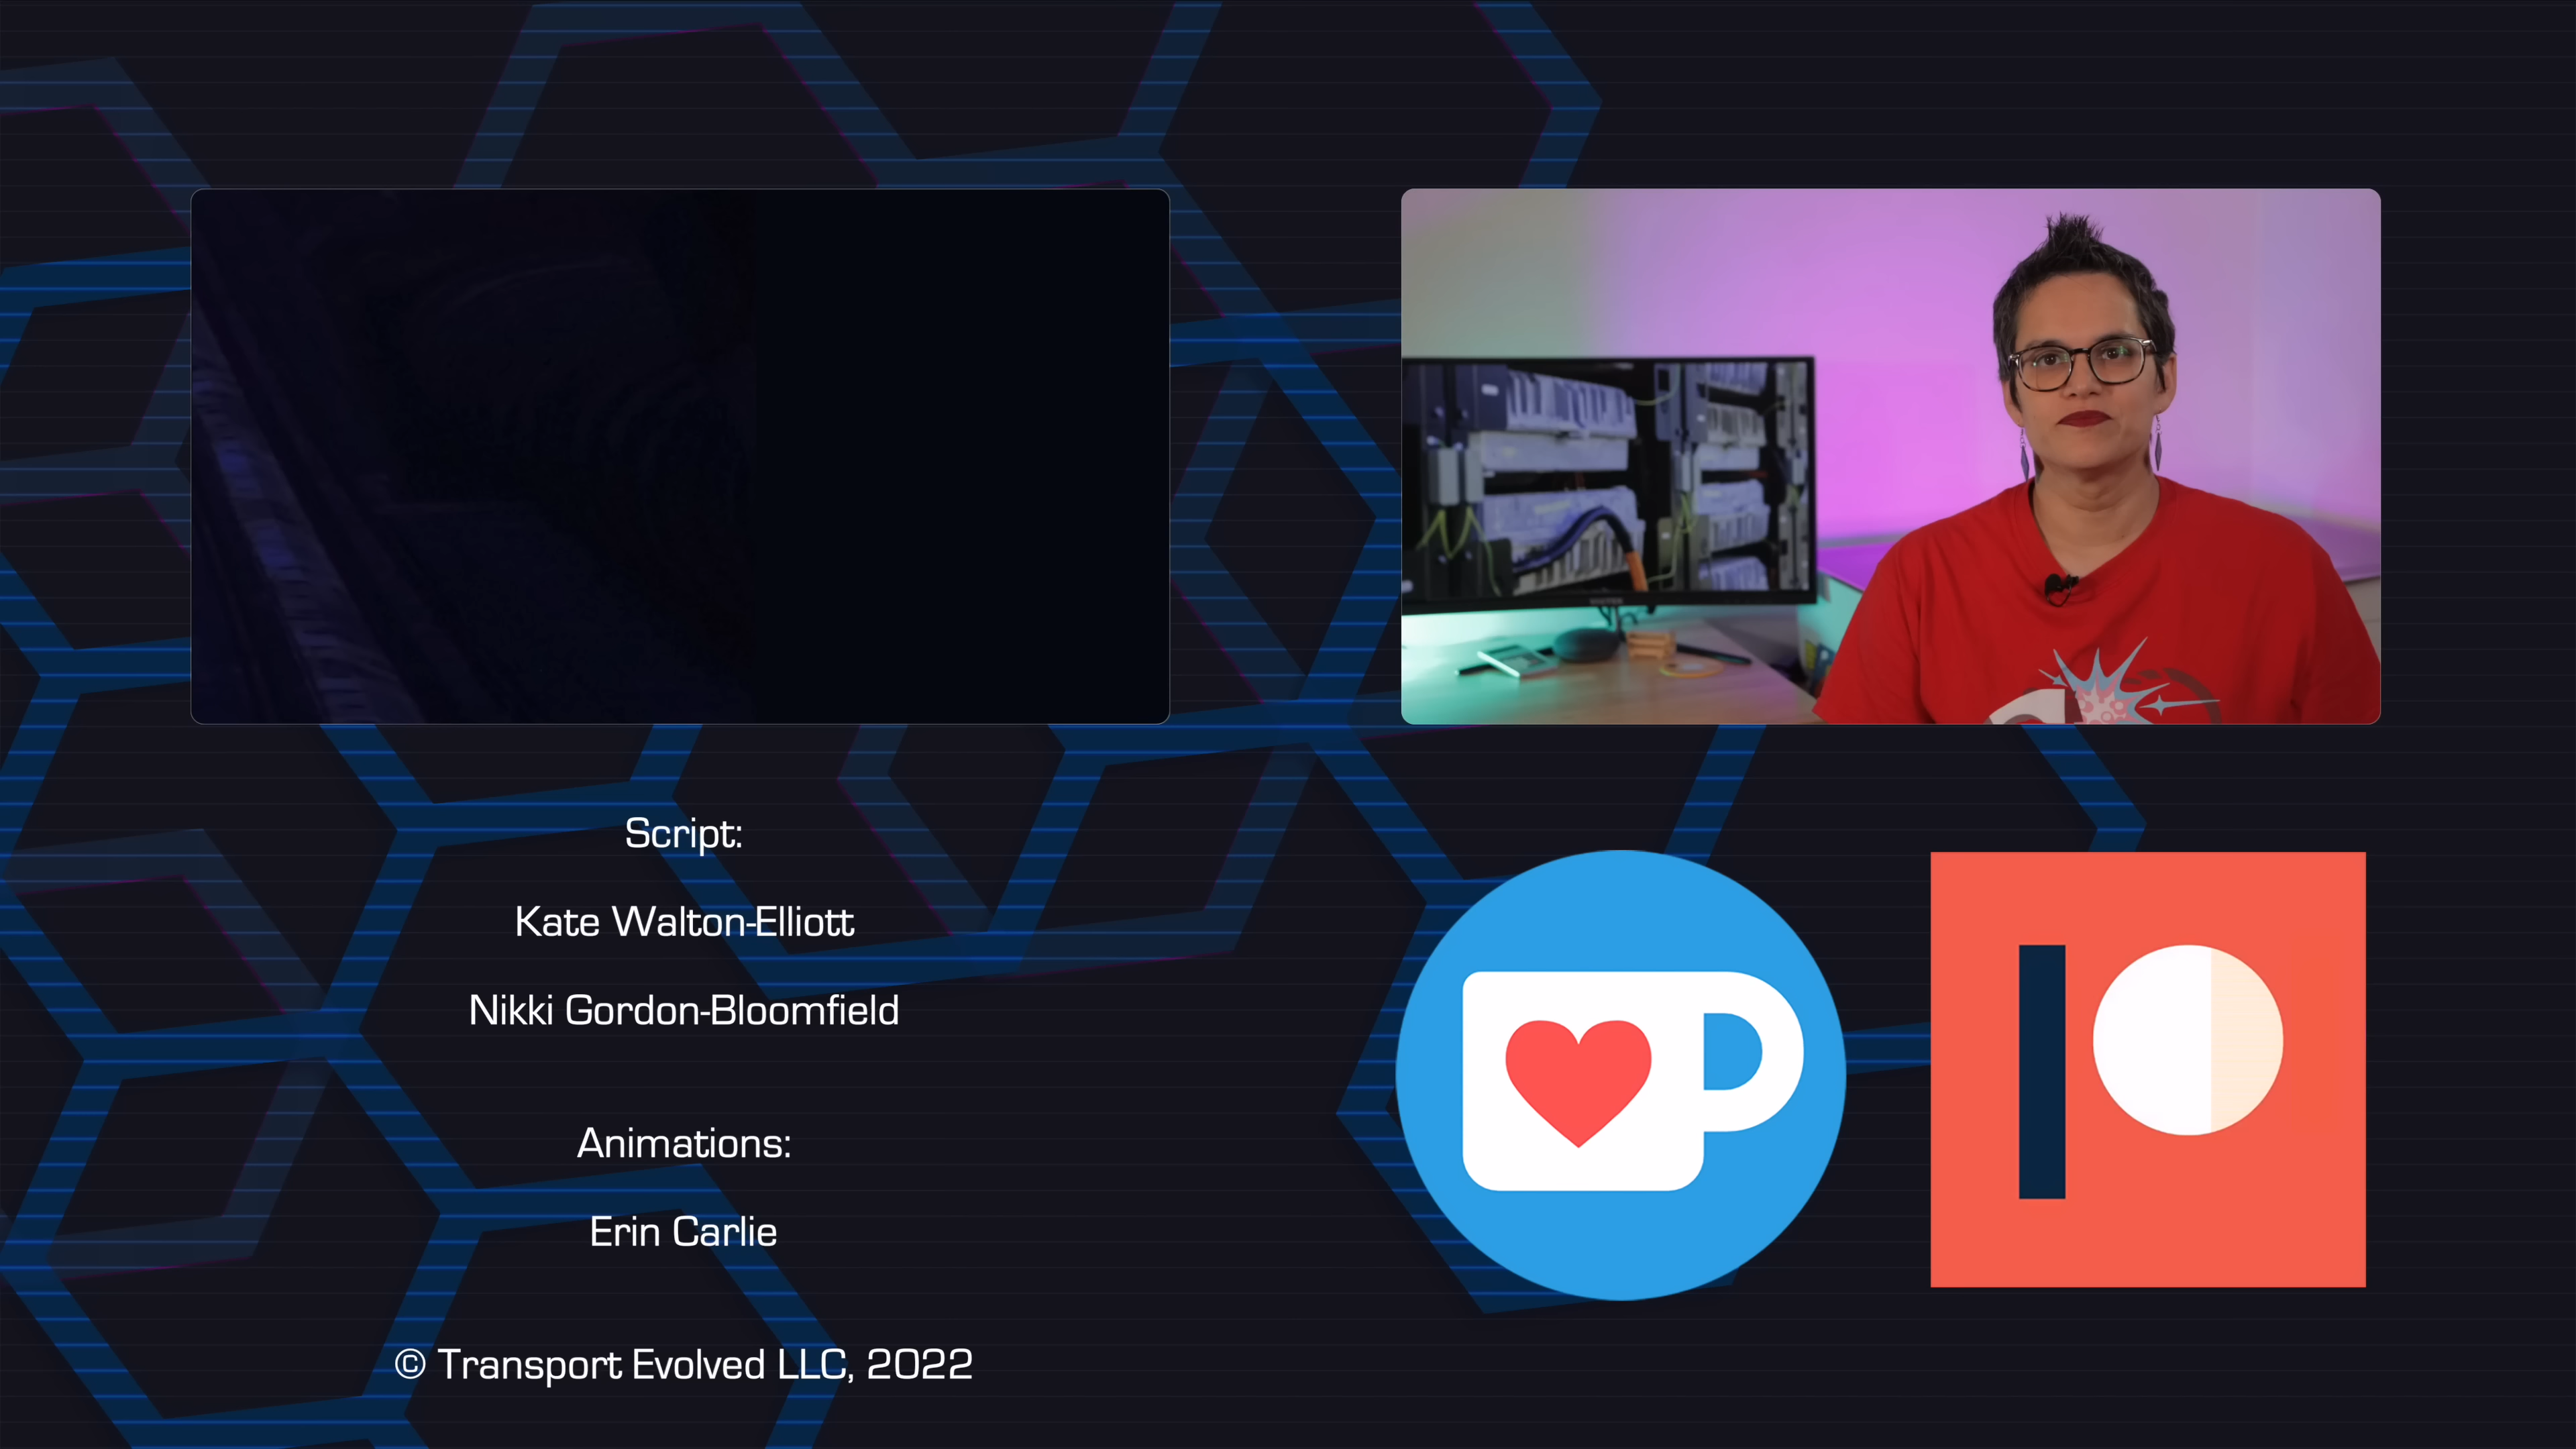 Script:
Kate Walton-Elliott
Nikki Gordon-Bloomfield
Animations:
Erin Carlie
© Transport Evolved LLC, 2022